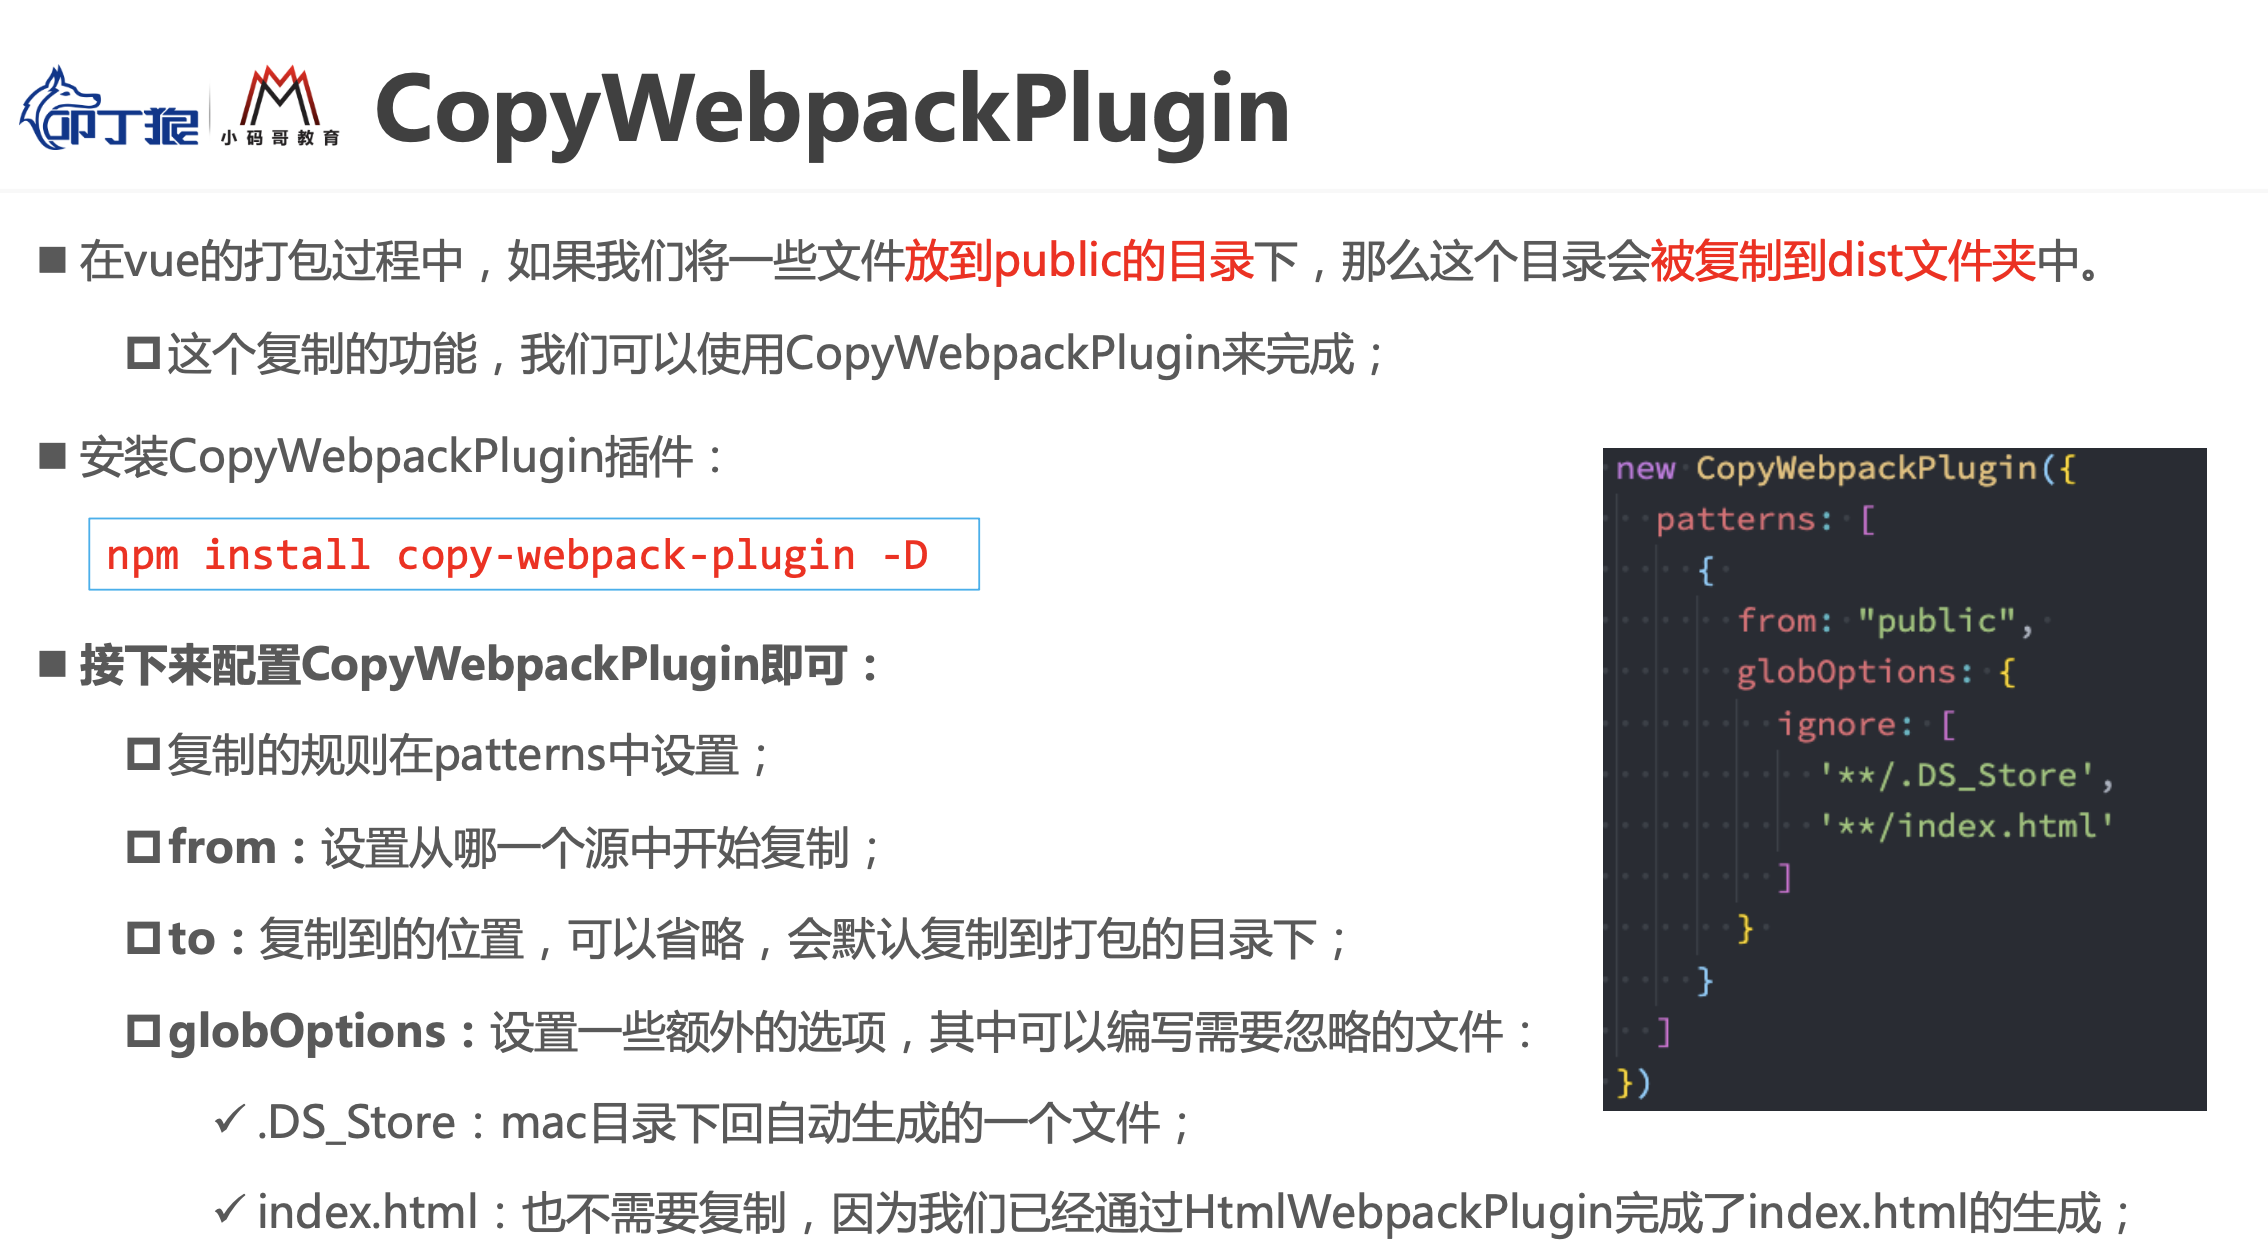 叩丁狼
小码哥教育
CopyWebpackPlugin
在vue的打包过程中，如果我们将一些文件放到public的目录下，那么这个目录会被复制到dist文件夹中。
这个复制的功能，我们可以使用CopyWebpackPlugin来完成；
安装CopyWebpackPlugin插件：
npm install copy-webpack-plugin -D
接下来配置CopyWebpackPlugin即可：
复制的规则在patterns中设置；
from：设置从哪一个源中开始复制；
to：复制到的位置，可以省略，会默认复制到打包的目录下；
globOptions：设置一些额外的选项，其中可以编写需要忽略的文件：
.DS_Store：mac目录下回自动生成的一个文件；
index.html：也不需要复制，因为我们已经通过HtmlWebpackPlugin完成了index.html的生成；
new CopyWebpackPlugin({
patterns: [
{
from: "public",
globOptions: {
ignore: [
'**/.DS_Store',
'**/index.html'
]
}
}
]
})